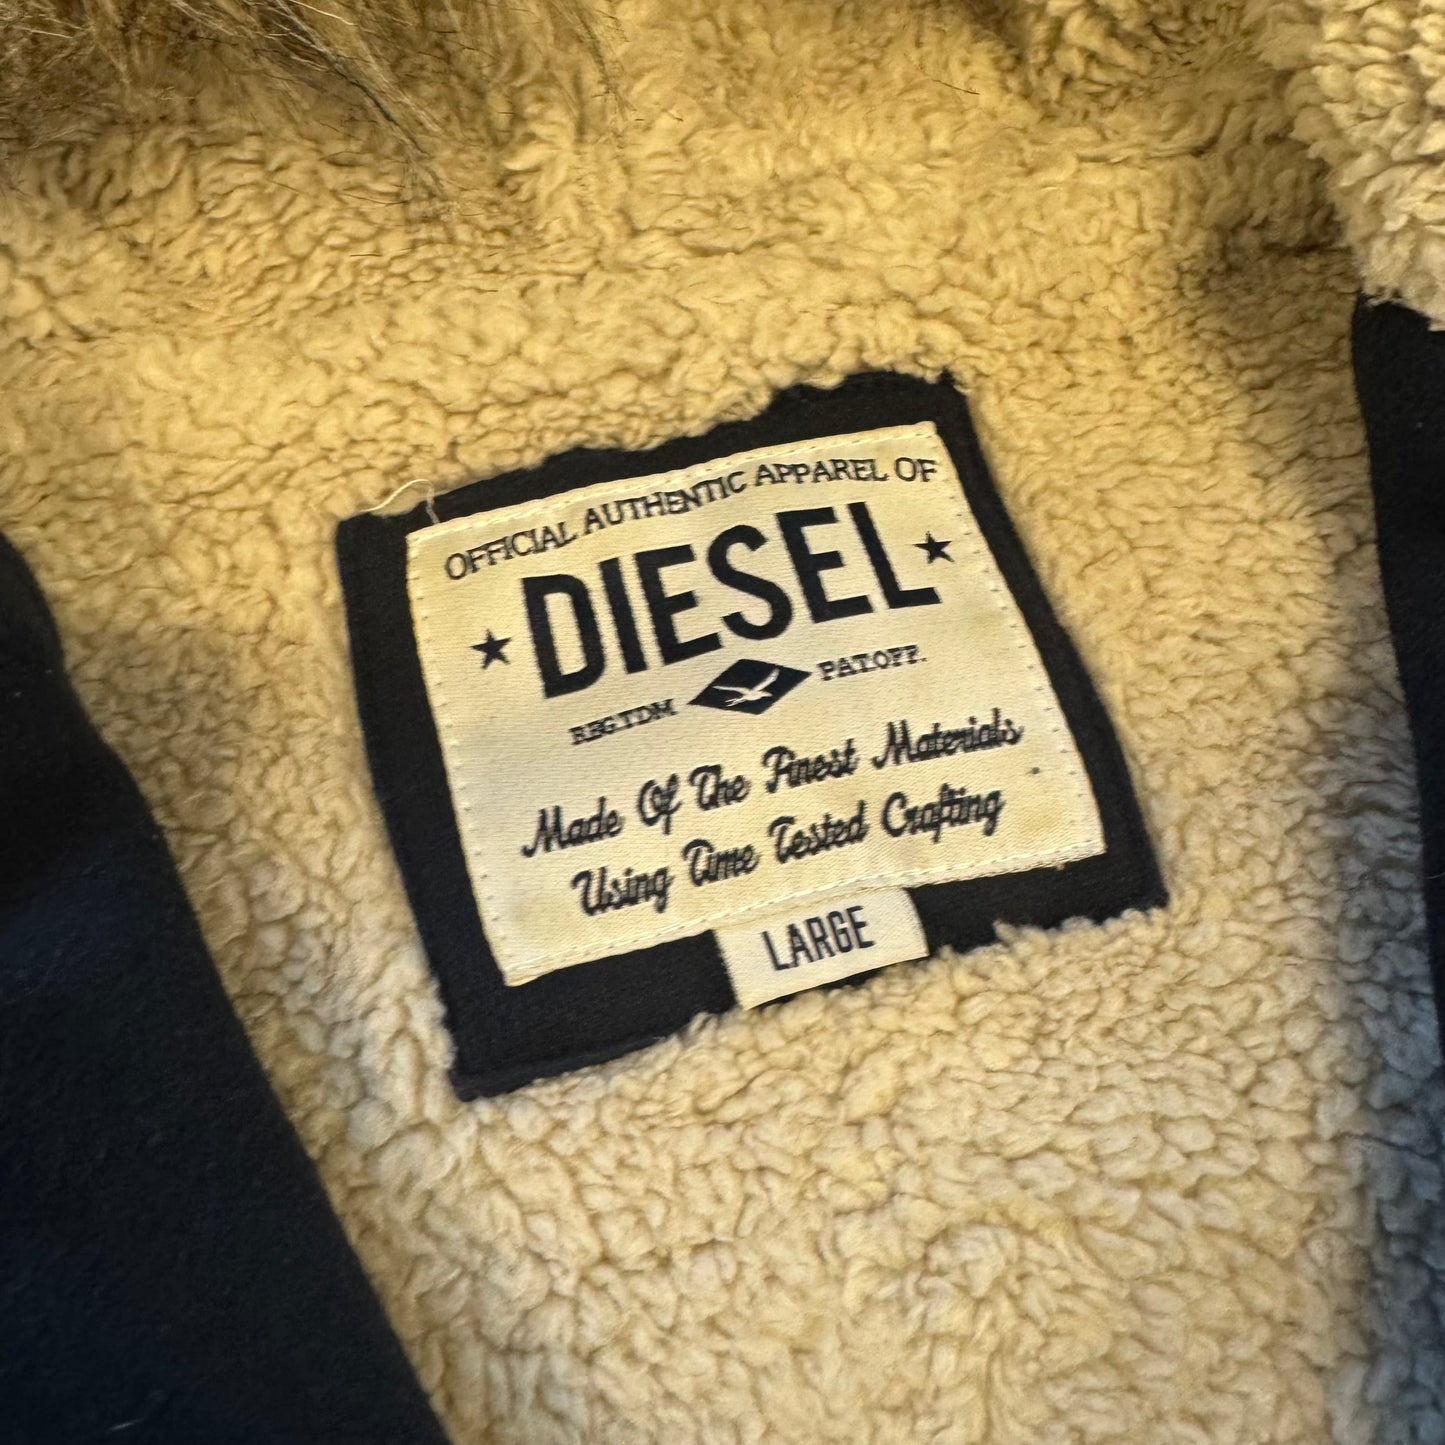 OFFICIAL AUTHENTIC APPAREL OF
DIESEL
REG.TDM PAT.OFF.
Made Of The Finest Materials
Using Time Tested Crafting
LARGE